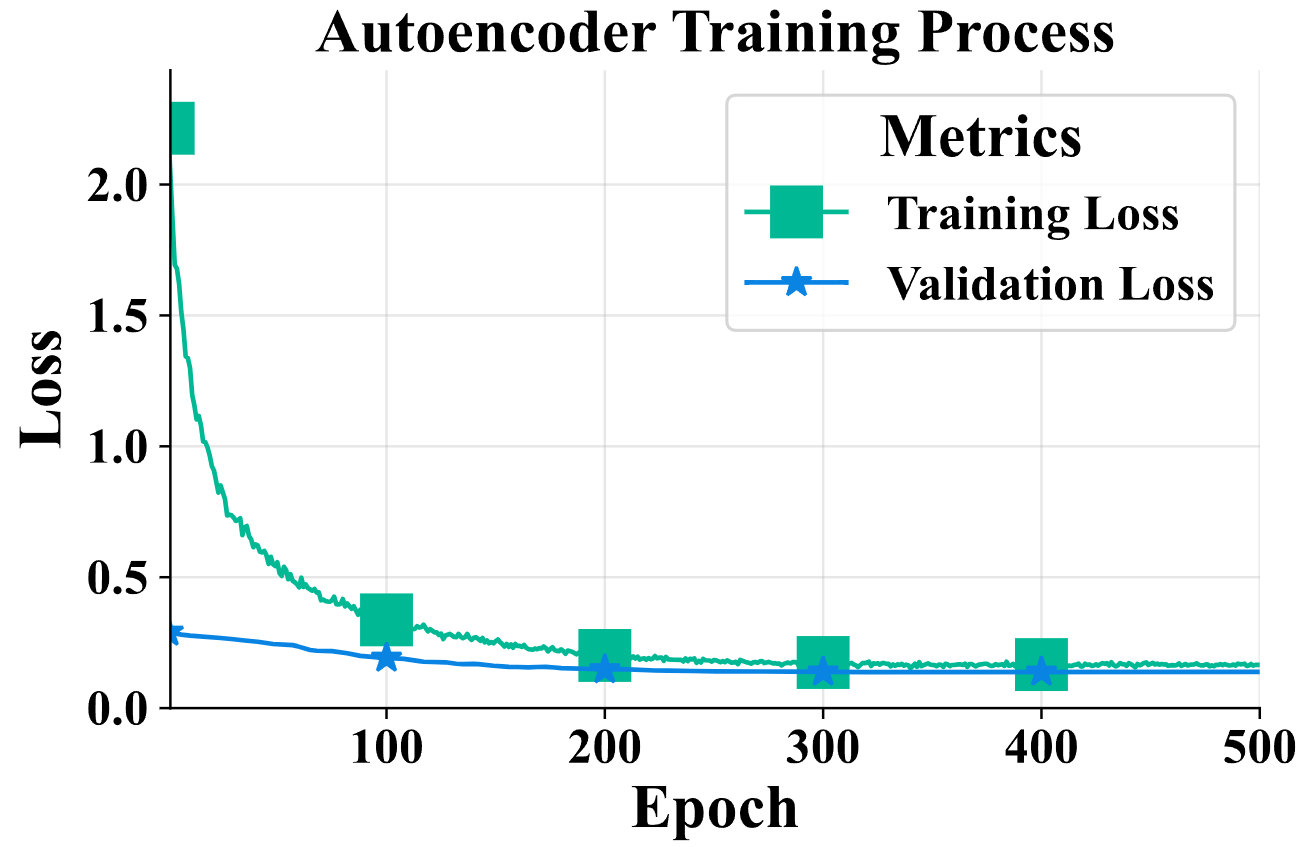 Autoencoder Training Process
Metrics
Training Loss
Validation Loss
Loss
2.0
1.5
1.0
0.5
0.0
100 200 300 400 500
Epoch